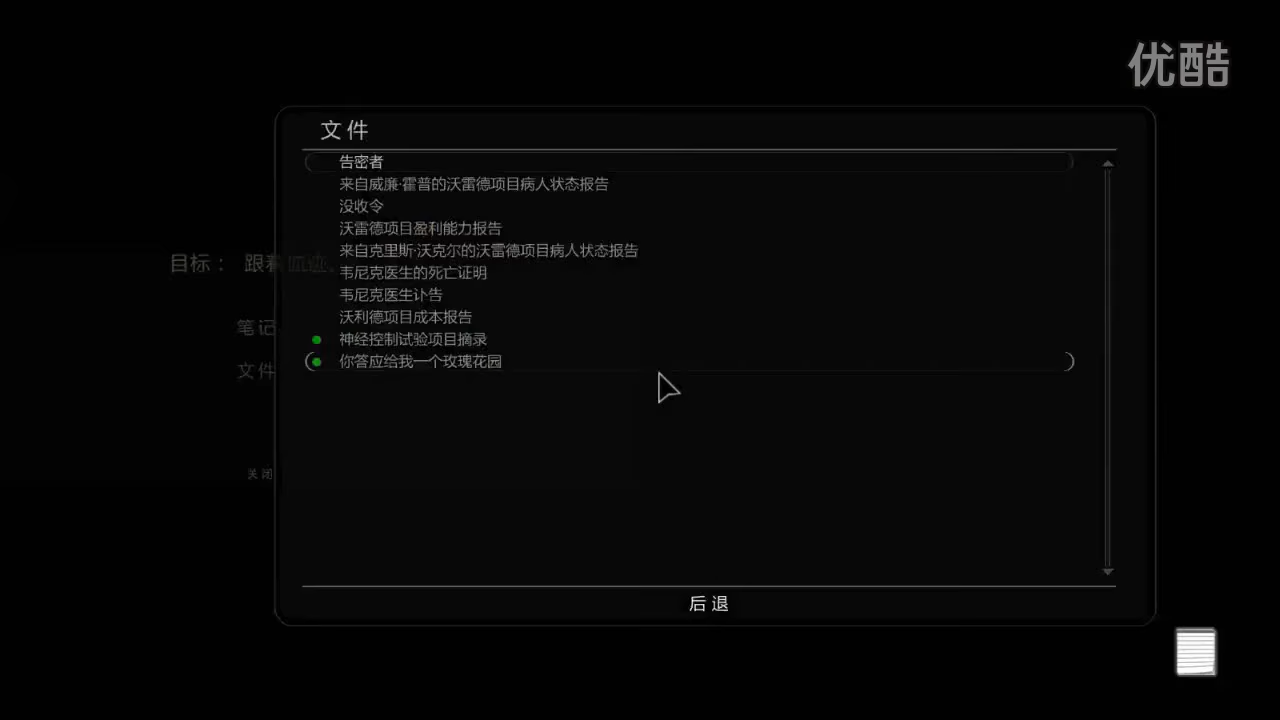 优酷
文件
告密者
来自威廉·霍普的沃雷德项目病人状态报告
没收令
沃雷德项目盈利能力报告
来自克里斯·沃克尔的沃雷德项目病人状态报告
目标： 跟着血迹。
韦尼克医生的死亡证明
韦尼克医生讣告
沃利德项目成本报告
笔记
神经控制试验项目摘录
你答应给我一个玫瑰花园
文件
关闭
后退